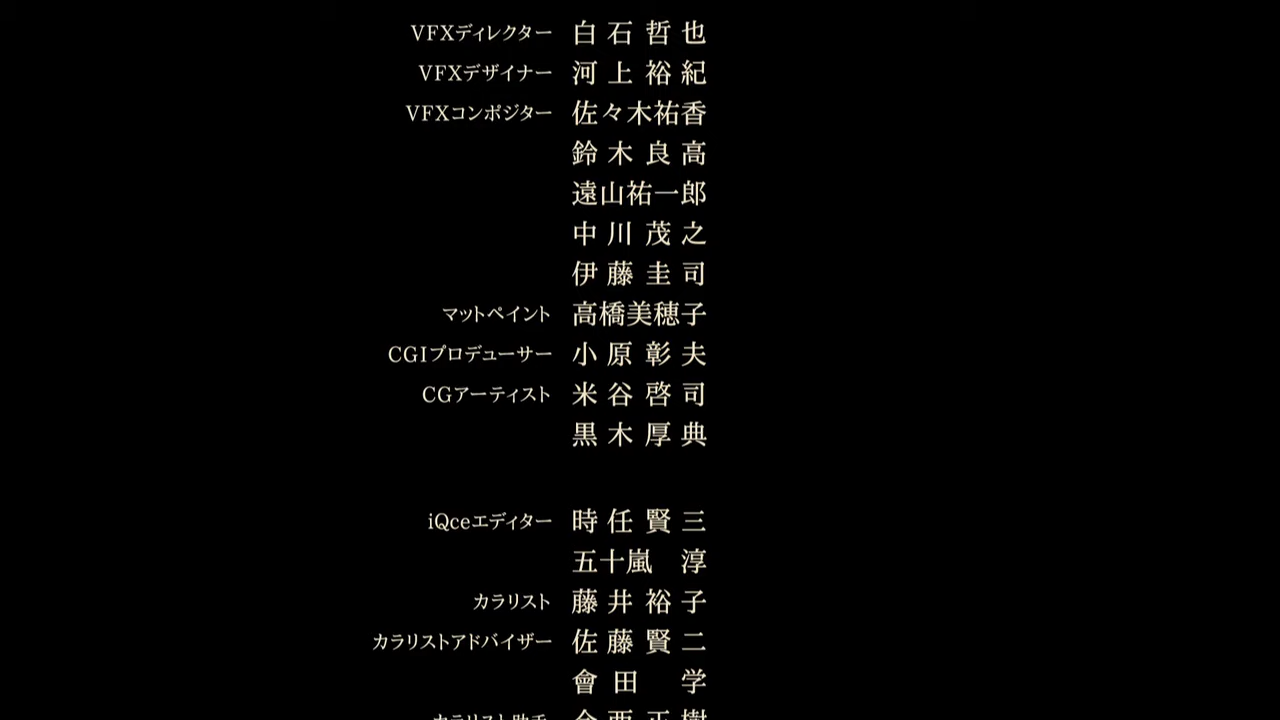 VFXディレクター 白石哲也
VFXデザイナー 河上裕紀
VFXコンポジター 佐々木祐香
鈴木良高
遠山祐一郎
中川茂之
伊藤圭司
マットペイント 高橋美穂子
CGIプロデューサー 小原彰夫
CGアーティスト 米谷啓司
黒木厚典
iQceエディター 時任賢三
五十嵐 淳
カラリスト 藤井裕子
カラリストアドバイザー 佐藤賢二
會田 学
カラリスト助手